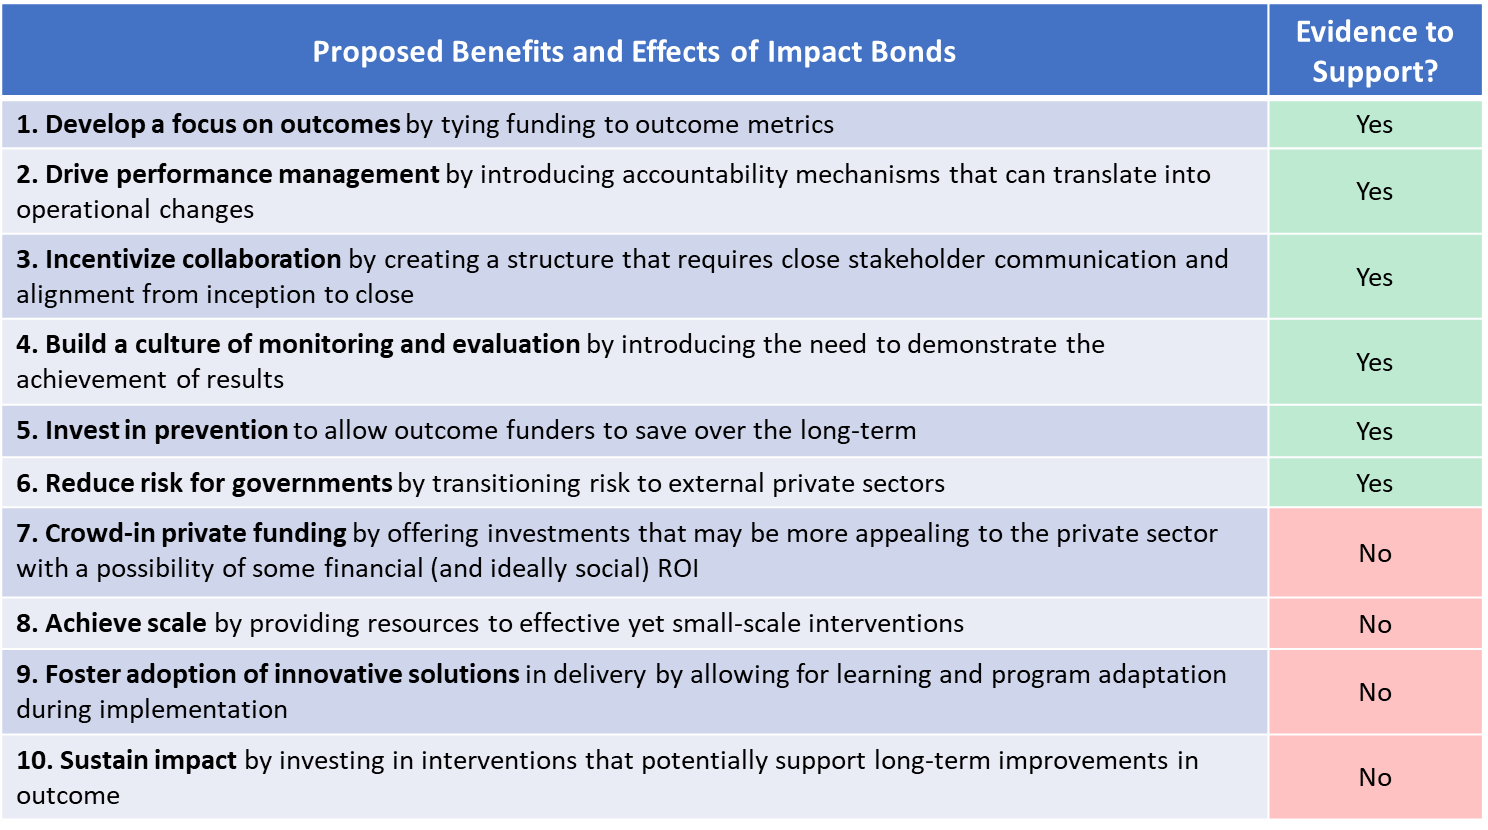 Proposed Benefits and Effects of Impact Bonds
Evidence to
Support?
1. Develop a focus on outcomes by tying funding to outcome metrics
Yes
2. Drive performance management by introducing accountability mechanisms that can translate into
operational changes
Yes
3. Incentivize collaboration by creating a structure that requires close stakeholder communication and
alignment from inception to close
Yes
4. Build a culture of monitoring and evaluation by introducing the need to demonstrate the
achievement of results
Yes
5. Invest in prevention to allow outcome funders to save over the long-term
Yes
6. Reduce risk for governments by transitioning risk to external private sectors
Yes
7. Crowd-in private funding by offering investments that may be more appealing to the private sector
with a possibility of some financial (and ideally social) ROI
No
8. Achieve scale by providing resources to effective yet small-scale interventions
No
9. Foster adoption of innovative solutions in delivery by allowing for learning and program adaptation
during implementation
No
10. Sustain impact by investing in interventions that potentially support long-term improvements in
outcome
No